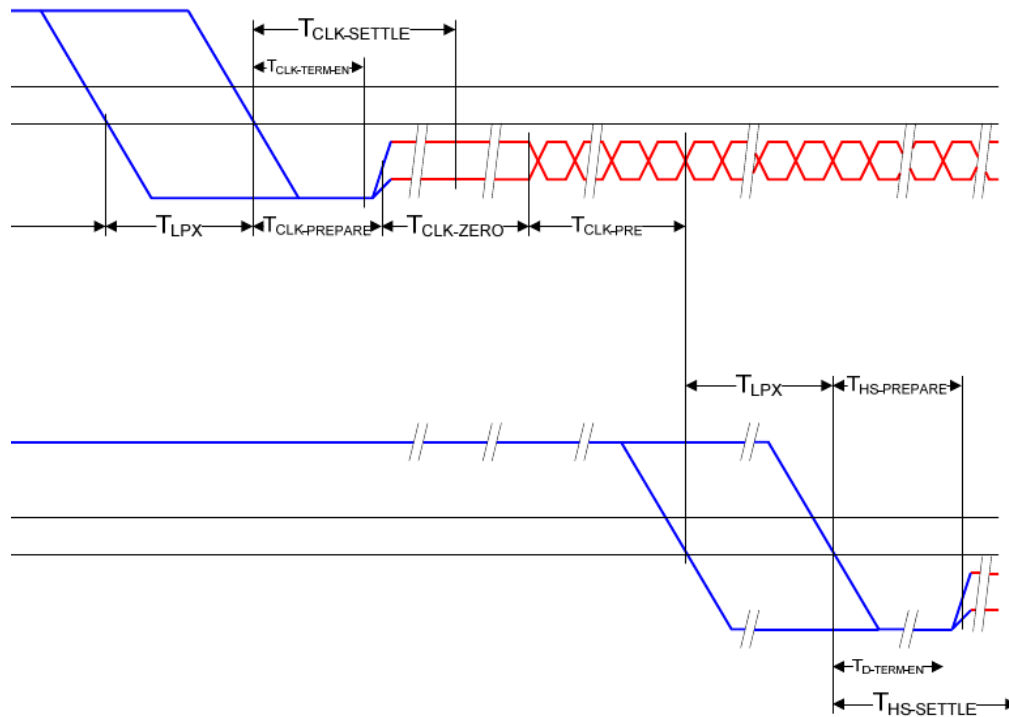 TCLK-SETTLE
TCLK-TERM-EN
TLPX
TCLK-PREPARE
TCLK-ZERO
TCLK-PRE
TLPX
THS-PREPARE
TD-TERM-EN
THS-SETTLE